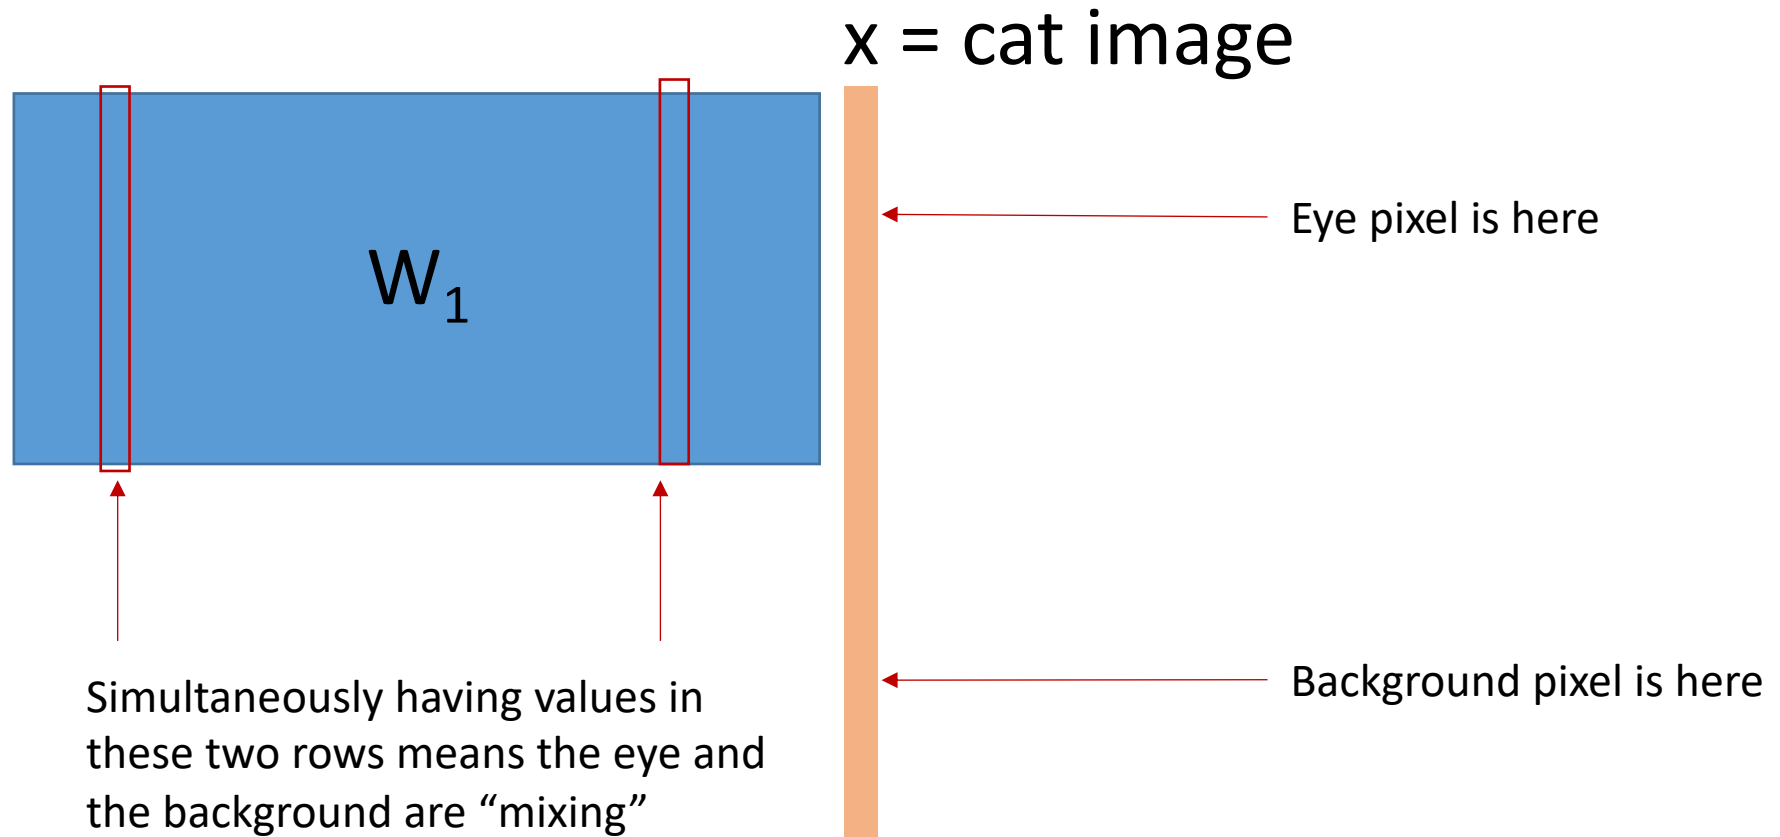 x = cat image
W₁
Eye pixel is here
Background pixel is here
Simultaneously having values in
these two rows means the eye and
the background are “mixing”